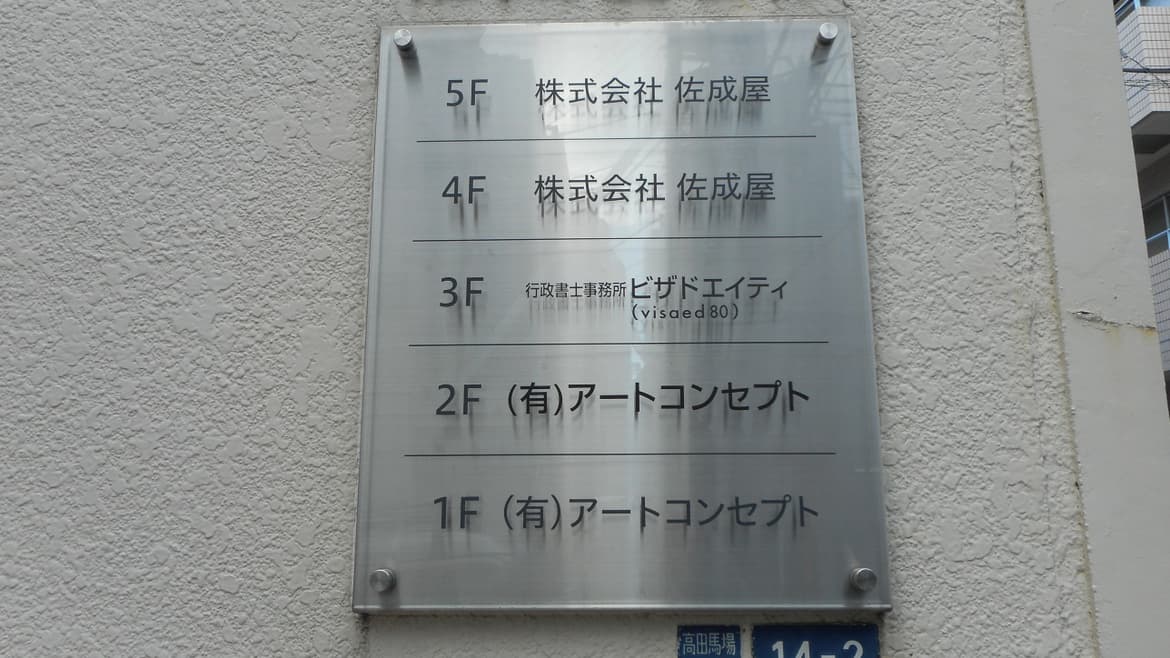 5F 株式会社 佐成屋
4F 株式会社 佐成屋
3F 行政書士事務所 ビザドエイティ
(visaed80)
2F (有)アートコンセプト
1F (有)アートコンセプト
高田馬場 14-2